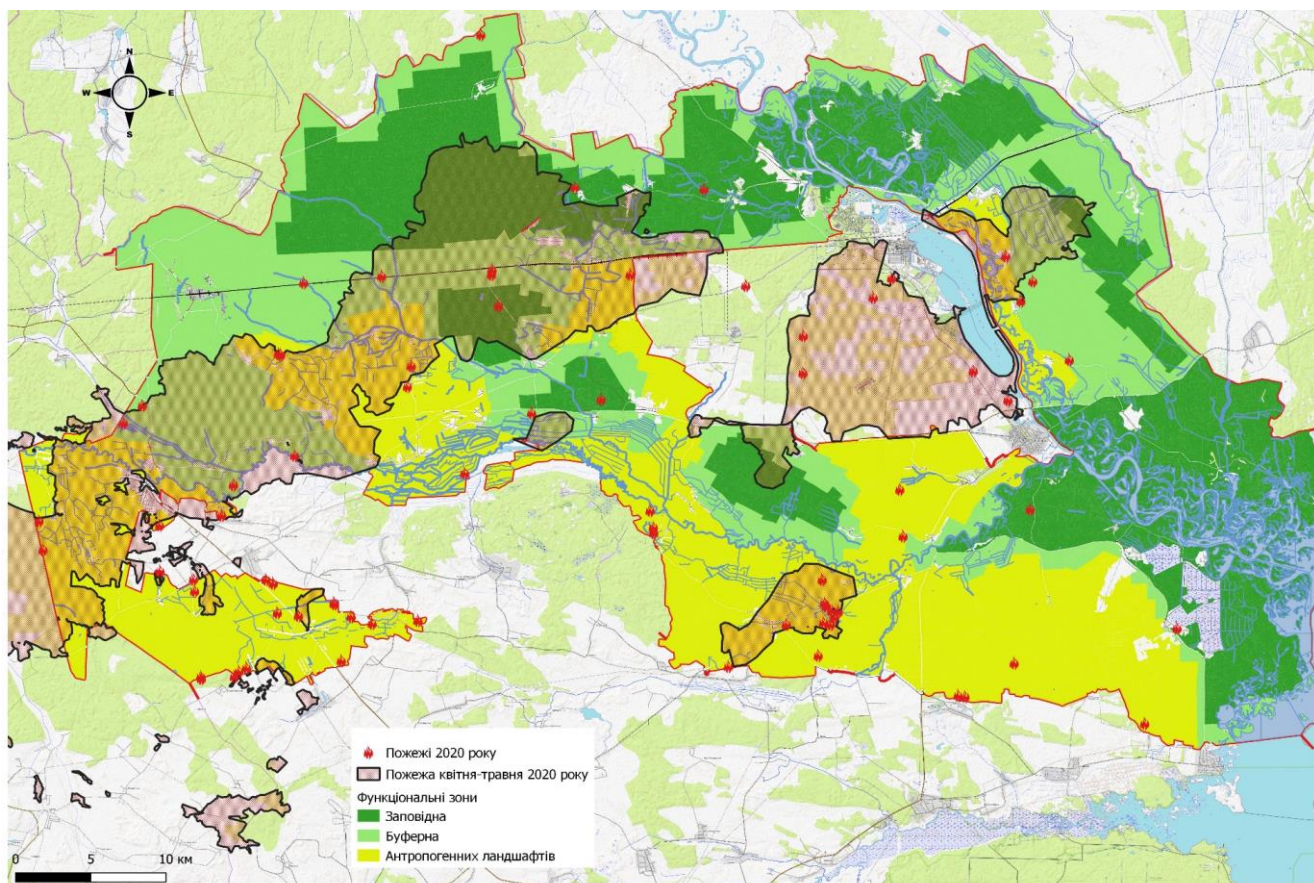 N
W
E
S
Пожежі 2020 року
Пожежа квітня-травня 2020 року
Функціональні зони
Заповідна
Буферна
Антропогенних ландшафтів
0 5 10 км